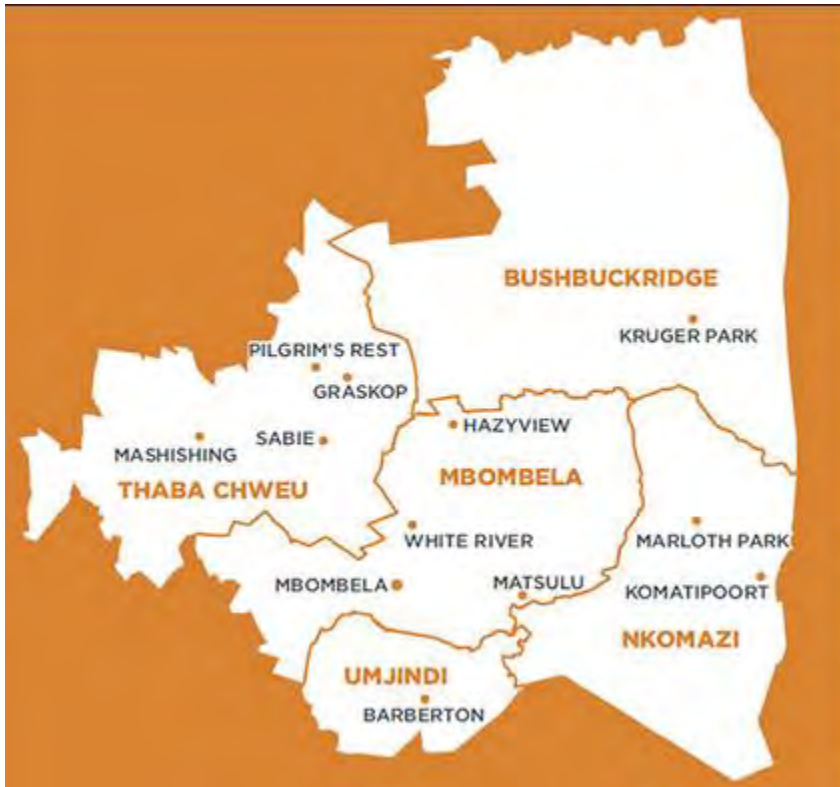 BUSHBUCKRIDGE
KRUGER PARK
PILGRIM'S REST
GRASKOP
HAZYVIEW
SABIE
MASHISHING
MBOMBELA
THABA CHWEU
WHITE RIVER
MARLOTH PARK
MBOMBELA
MATSULU
KOMATIPOORT
NKOMAZI
UMJINDI
BARBERTON